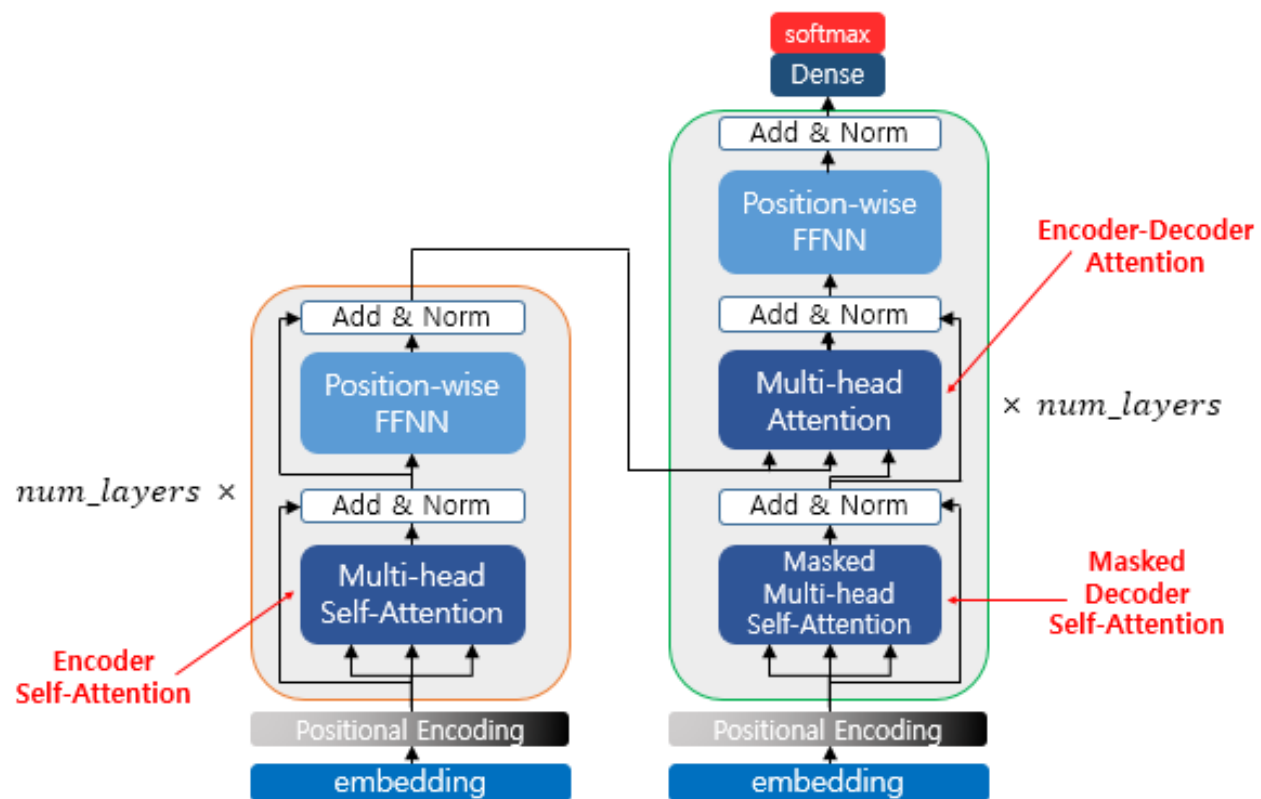 softmax
Dense
Add & Norm
Position-wise
FFNN
Encoder-Decoder
Attention
Add & Norm
Add & Norm
Position-wise
FFNN
Multi-head
Attention
× num_layers
num_layers ×
Add & Norm
Add & Norm
Multi-head
Self-Attention
Masked
Multi-head
Self-Attention
Masked
Decoder
Self-Attention
Encoder
Self-Attention
Positional Encoding
Positional Encoding
embedding
embedding